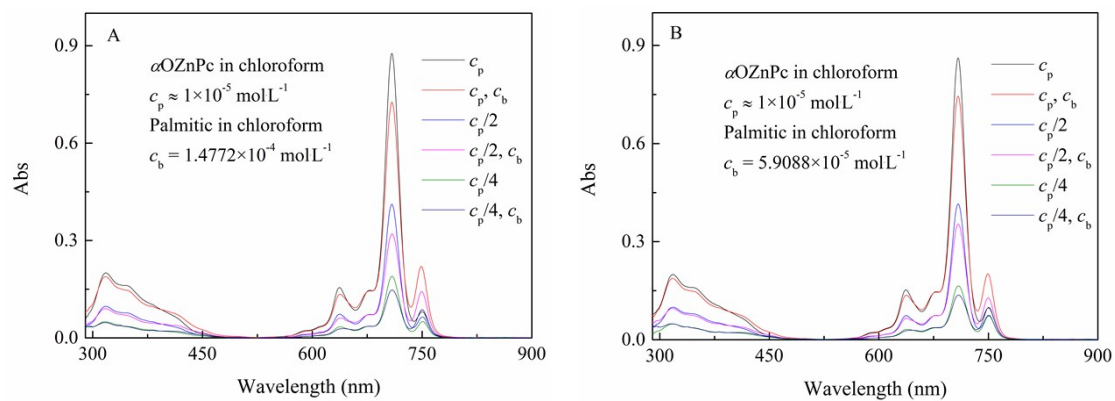 A
αOZnPc in chloroform
cp ≈ 1×10-5 molL-1
Palmitic in chloroform
cb = 1.4772×10-4 molL-1
cp
cp, cb
cp/2
cp/2, cb
cp/4
cp/4, cb
0.9
0.6
0.3
0.0
Abs
300 450 600 750 900
Wavelength (nm)
B
αOZnPc in chloroform
cp ≈ 1×10-5 molL-1
Palmitic in chloroform
cb = 5.9088×10-5 molL-1
cp
cp, cb
cp/2
cp/2, cb
cp/4
cp/4, cb
0.9
0.6
0.3
0.0
Abs
300 450 600 750 900
Wavelength (nm)